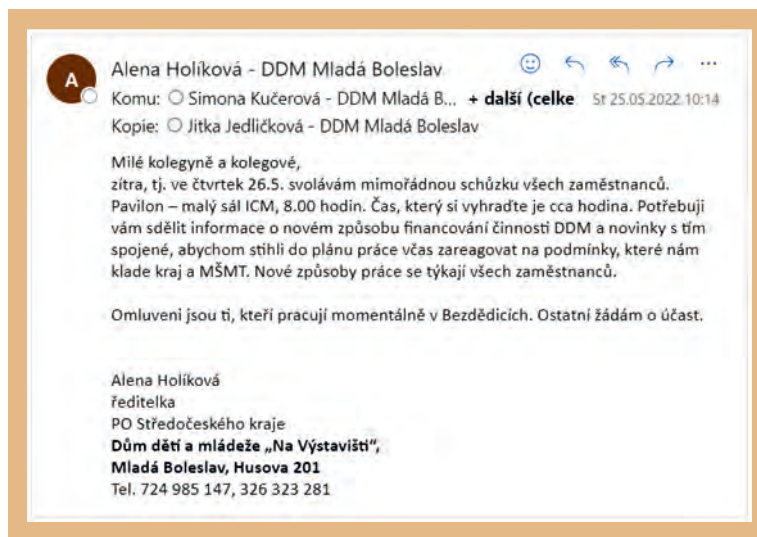 A
Alena Holíková - DDM Mladá Boleslav
Komu: Simona Kučerová - DDM Mladá B... + další (celke St 25.05.2022 10:14
Kopie: Jitka Jedličková - DDM Mladá Boleslav
Milé kolegyně a kolegové,
zítra, tj. ve čtvrtek 26.5. svolávám mimořádnou schůzku všech zaměstnanců.
Pavilon – malý sál ICM, 8.00 hodin. Čas, který si vyhraďte je cca hodina. Potřebuji
vám sdělit informace o novém způsobu financování činnosti DDM a novinky s tím
spojené, abychom stihli do plánu práce včas zareagovat na podmínky, které nám
klade kraj a MŠMT. Nové způsoby práce se týkají všech zaměstnanců.
Omluveni jsou ti, kteří pracují momentálně v Bezdědicích. Ostatní žádám o účast.
Alena Holíková
ředitelka
PO Středočeského kraje
Dům dětí a mládeže „Na Výstavišti“,
Mladá Boleslav, Husova 201
Tel. 724 985 147, 326 323 281